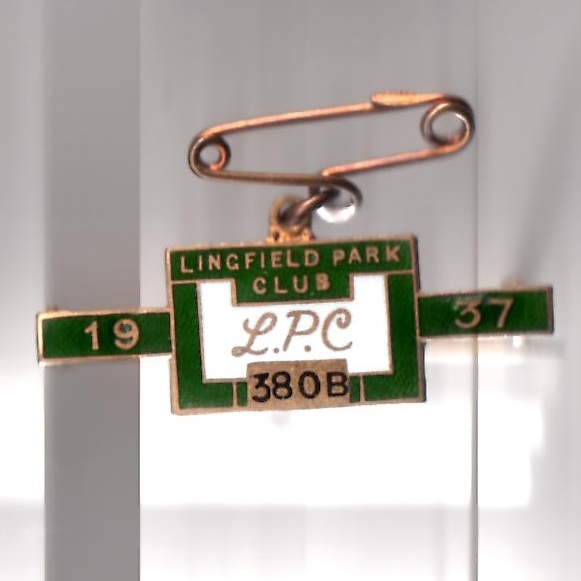 LINGFIELD PARK
CLUB
19 L.P.C 37
380B